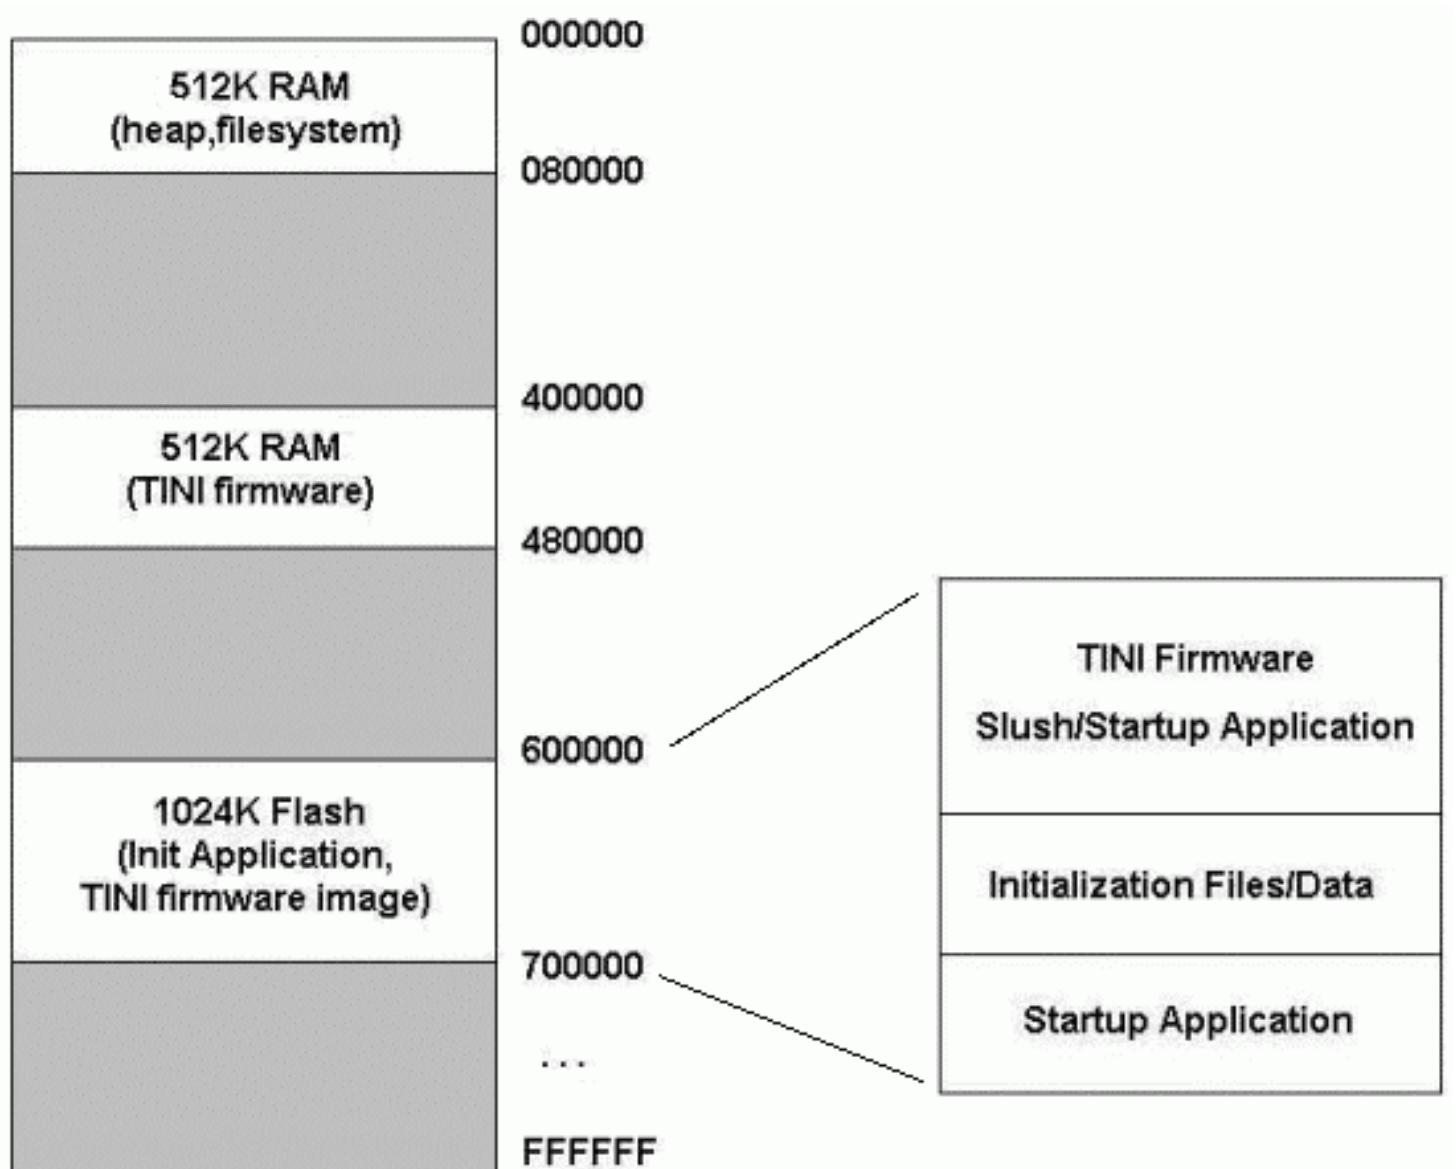 000000
512K RAM
(heap,filesystem)
080000
400000
512K RAM
(TINI firmware)
480000
600000
1024K Flash
(Init Application,
TINI firmware image)
700000
...
FFFFFF
TINI Firmware
Slush/Startup Application
Initialization Files/Data
Startup Application